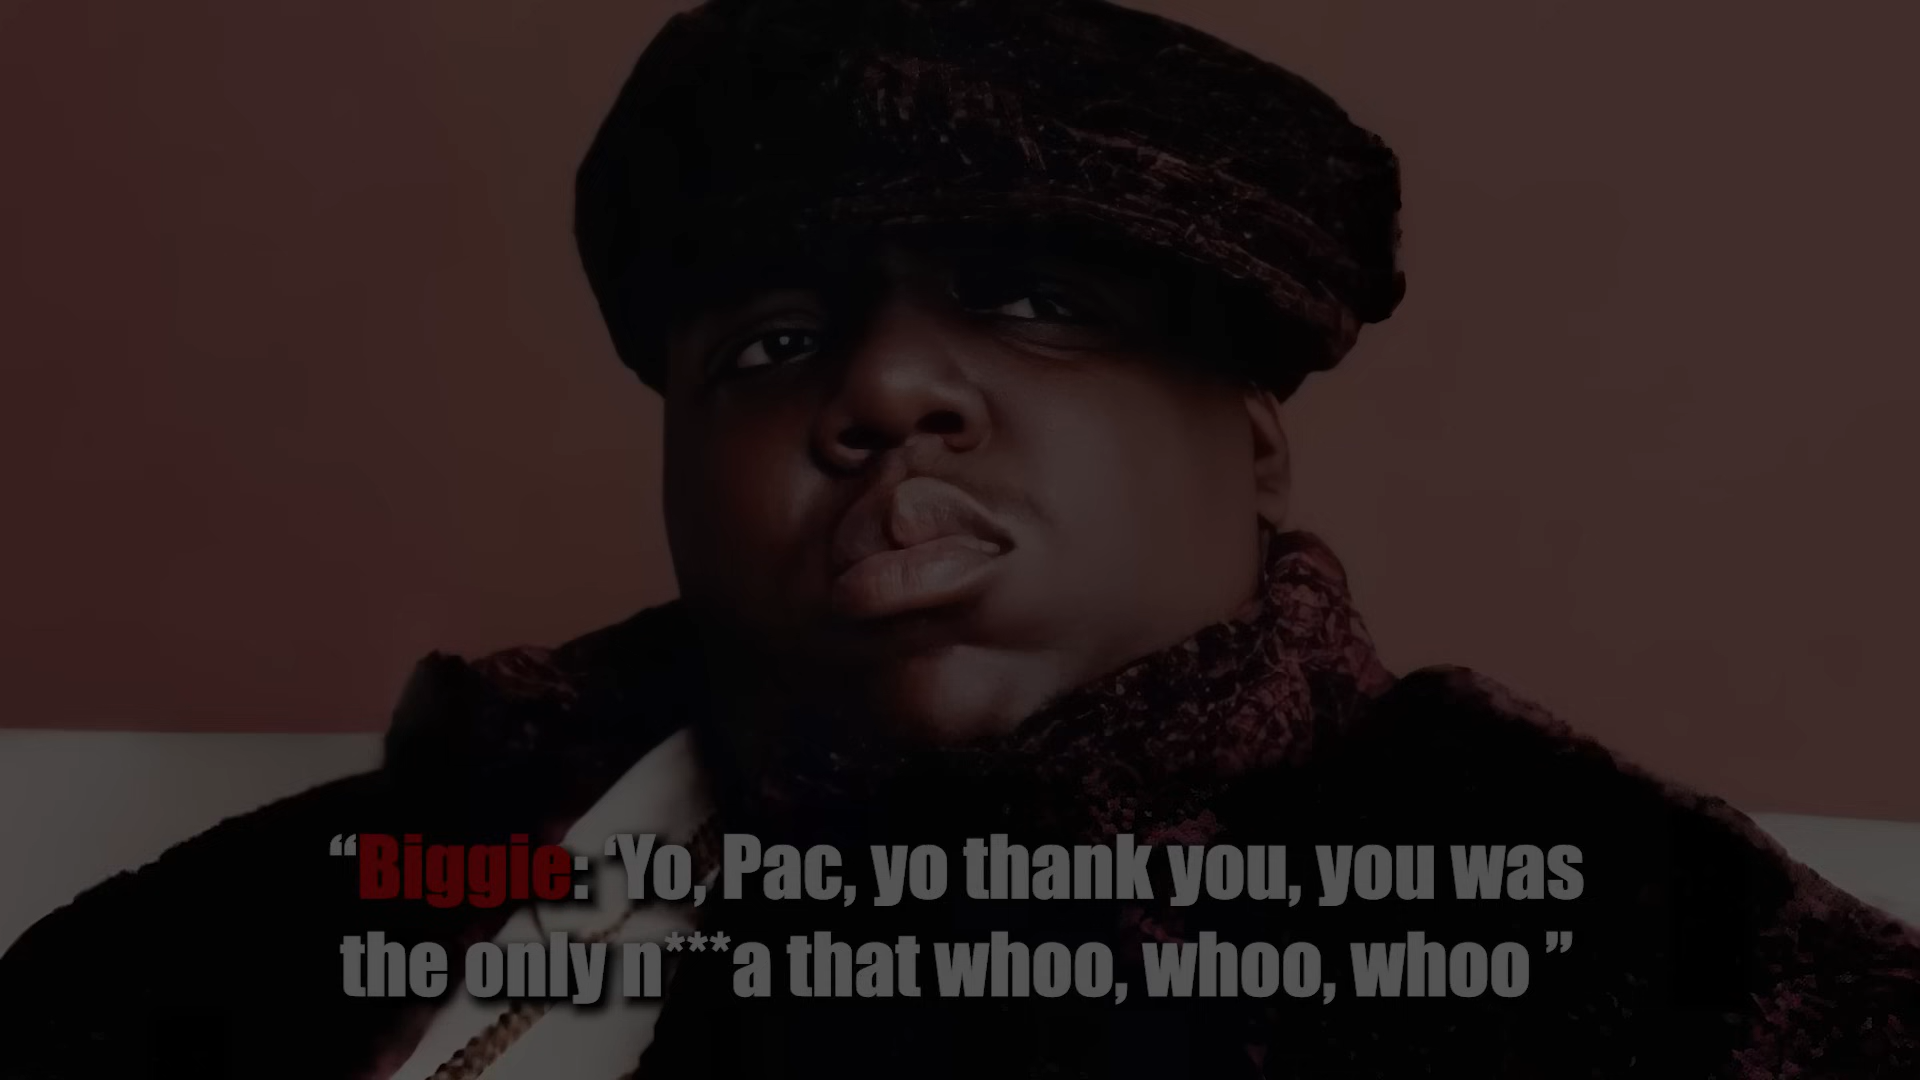 “Biggie: ‘Yo, Pac, yo thank you, you was
the only n***a that whoo, whoo, whoo ”